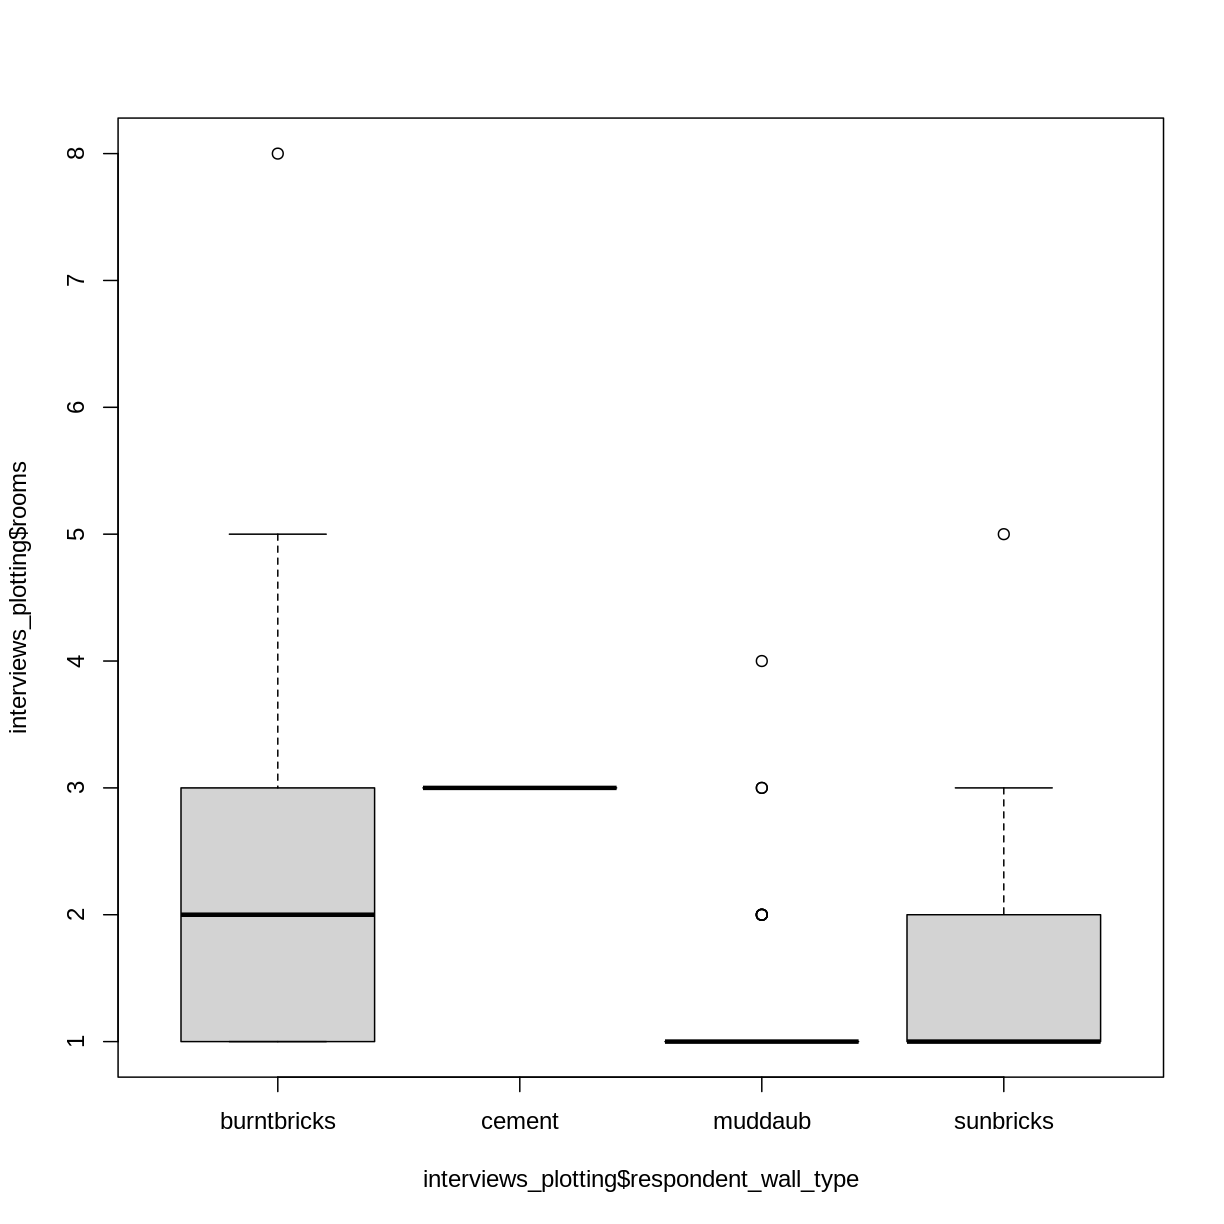 8
7
6
5
4
3
2
1
interviews_plotting$rooms
burntbricks cement muddaub sunbricks
interviews_plotting$respondent_wall_type